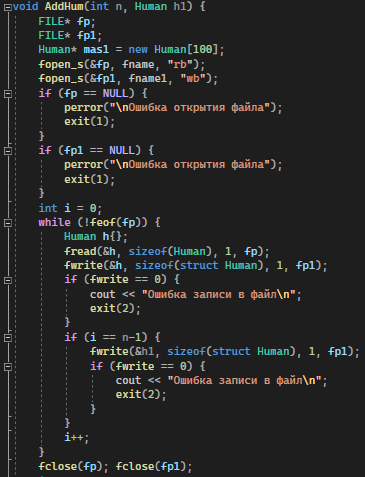 void AddHum(int n, Human h1) {
FILE* fp;
FILE* fp1;
Human* mas1 = new Human[100];
fopen_s(&fp, fname, "rb");
fopen_s(&fp1, fname1, "wb");
if (fp == NULL) {
perror("\nОшибка открытия файла");
exit(1);
}
if (fp1 == NULL) {
perror("\nОшибка открытия файла");
exit(1);
}
int i = 0;
while (!feof(fp)) {
Human h{};
fread(&h, sizeof(Human), 1, fp);
fwrite(&h, sizeof(struct Human), 1, fp1);
if (fwrite == 0) {
cout << "Ошибка записи в файл\n";
exit(2);
}
if (i == n-1) {
fwrite(&h1, sizeof(struct Human), 1, fp1);
if (fwrite == 0) {
cout << "Ошибка записи в файл\n";
exit(2);
}
}
i++;
}
fclose(fp); fclose(fp1);